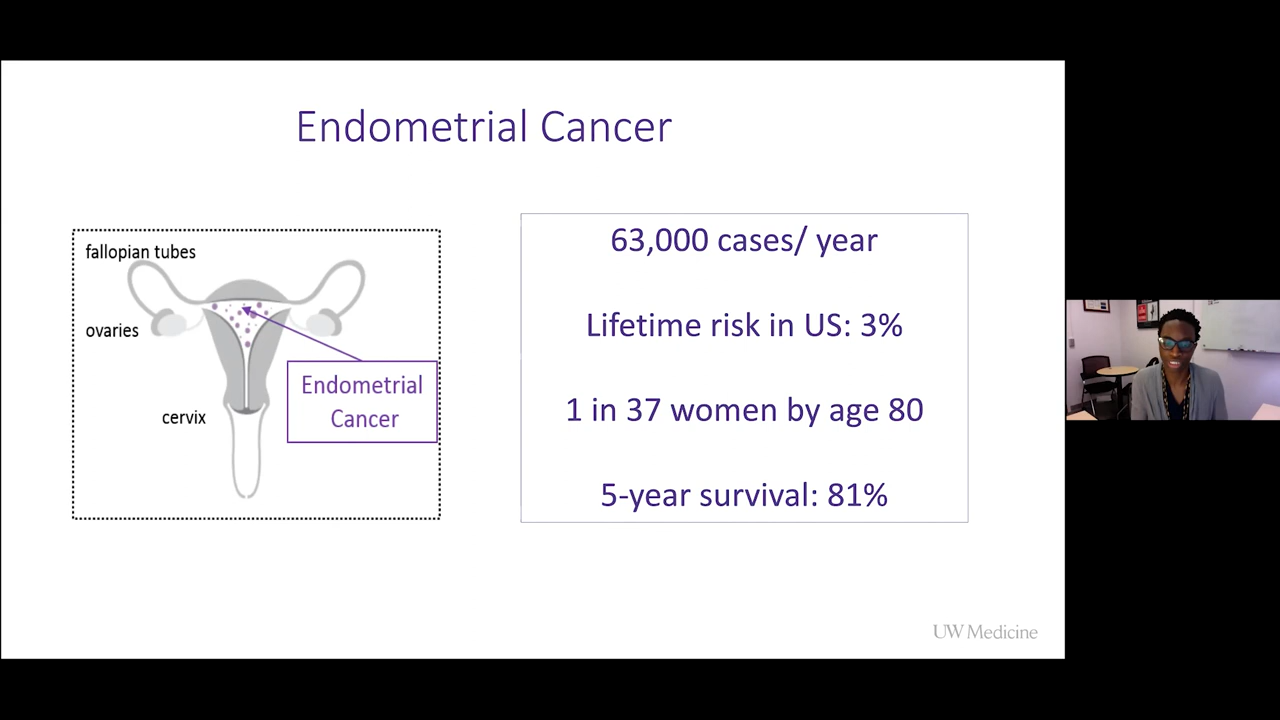 Endometrial Cancer
fallopian tubes
ovaries
cervix
Endometrial
Cancer
63,000 cases/ year
Lifetime risk in US: 3%
1 in 37 women by age 80
5-year survival: 81%
UW Medicine